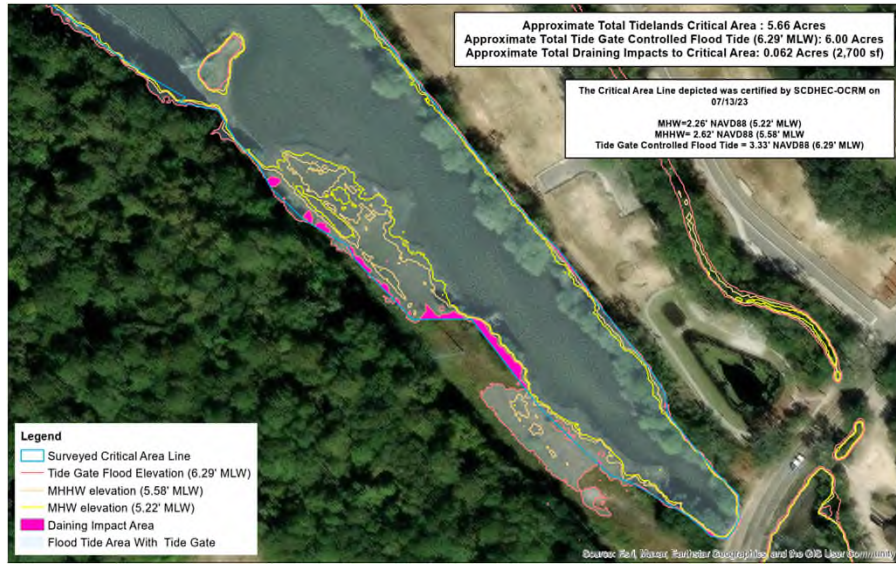 Approximate Total Tidelands Critical Area : 5.66 Acres
Approximate Total Tide Gate Controlled Flood Tide (6.29' MLW): 6.00 Acres
Approximate Total Draining Impacts to Critical Area: 0.062 Acres (2,700 sf)
The Critical Area Line depicted was certified by SCDHEC-OCRM on
07/13/23
MHW=2.26' NAVD88 (5.22' MLW)
MHHW= 2.62' NAVD88 (5.58' MLW
Tide Gate Controlled Flood Tide = 3.33' NAVD88 (6.29' MLW)
Legend
Surveyed Critical Area Line
Tide Gate Flood Elevation (6.29' MLW)
MHHW elevation (5.58' MLW)
MHW elevation (5.22' MLW)
Daining Impact Area
Flood Tide Area With Tide Gate
Source: Esri, Maxar, Earthstar Geographics, and the GIS User Community